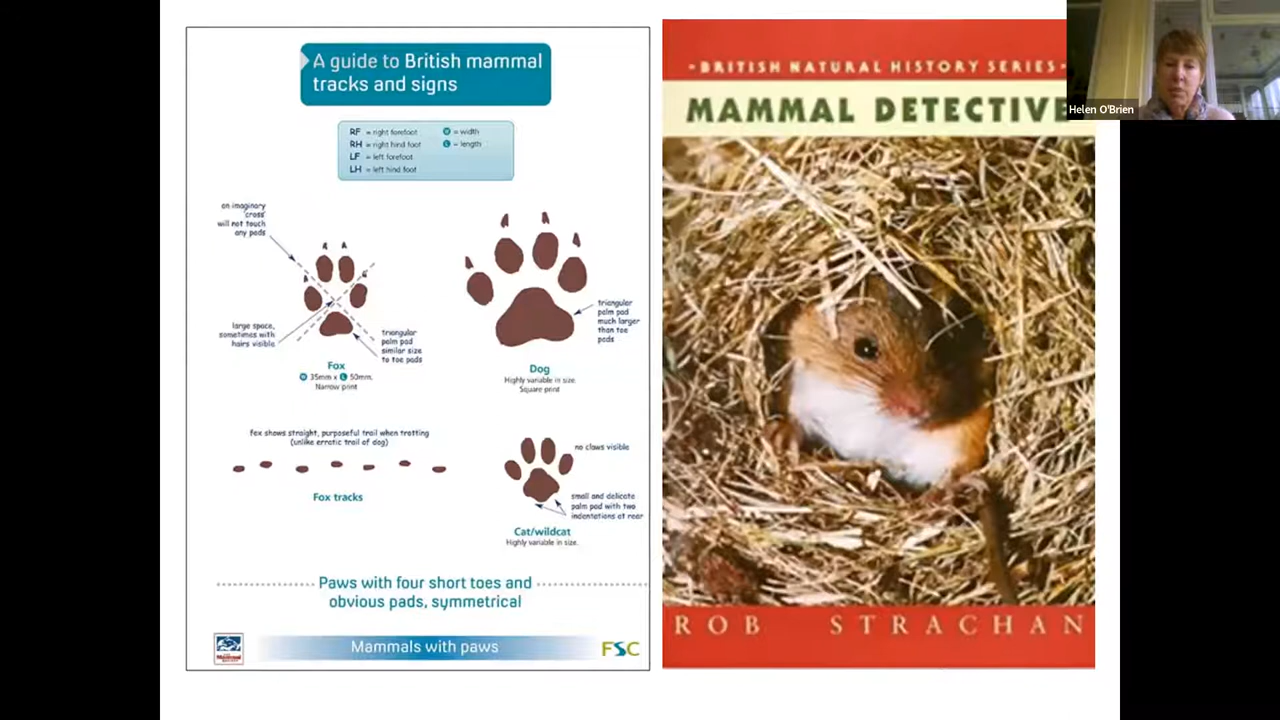 A guide to British mammal
tracks and signs
RF = right forefoot
RH = right hind foot
LF = left forefoot
LH = left hind foot
W = width
L = length
an imaginary
'cross'
will not touch
any pads
large space,
sometimes with
hairs visible
triangular
palm pad
similar size
to toe pads
Fox
W 35mm x L 50mm.
Narrow print
triangular
palm pad
much larger
than toe
pads
Dog
Highly variable in size.
Square print
fox shows straight, purposeful trail when trotting
(unlike erratic trail of dog)
Fox tracks
no claws visible
small and delicate
palm pad with two
indentations at rear
Cat/wildcat
Highly variable in size.
Paws with four short toes and
obvious pads, symmetrical
Mammals with paws
FSC
·BRITISH NATURAL HISTORY SERIES·
MAMMAL DETECTIVE
ROB STRACHAN
Helen O'Brien